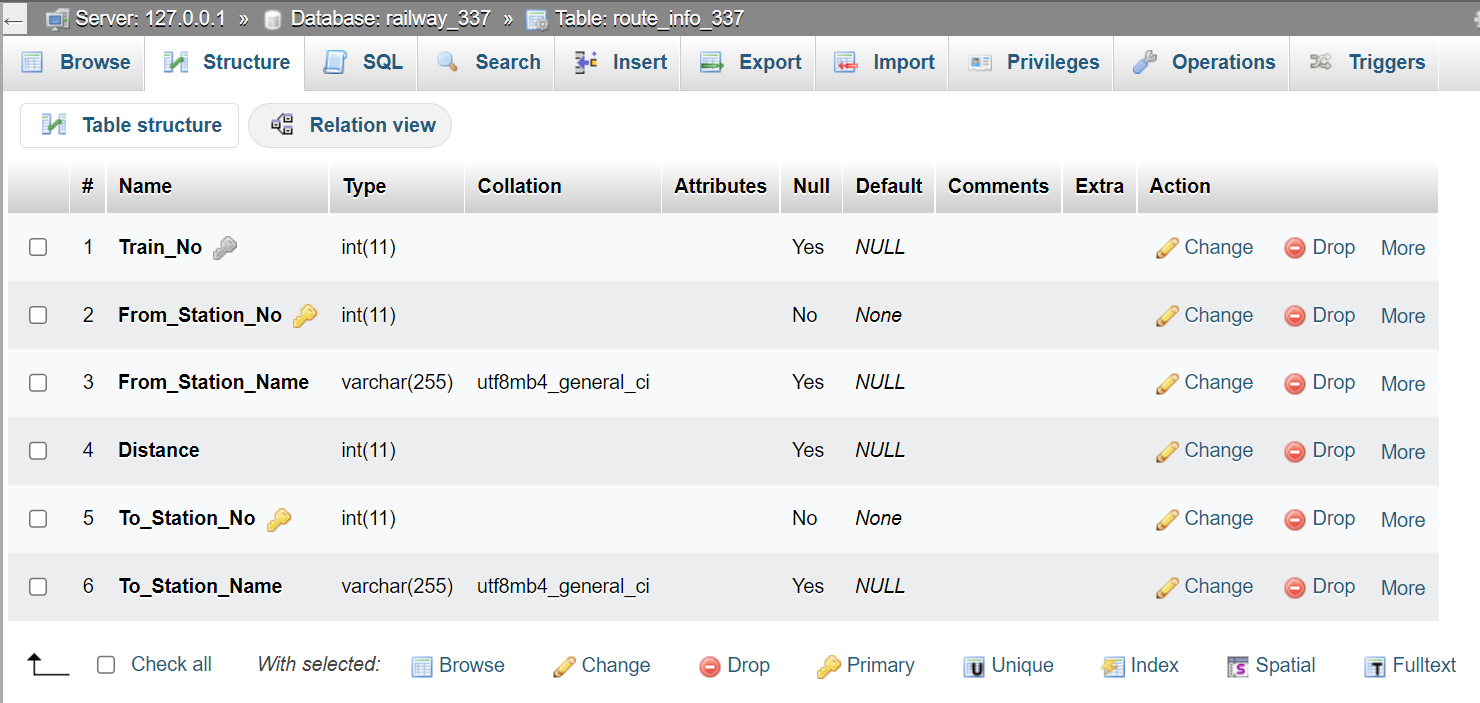 ← Server: 127.0.0.1 » Database: railway_337 » Table: route_info_337
Browse Structure SQL Search Insert Export Import Privileges Operations Triggers
Table structure Relation view
# Name Type Collation Attributes Null Default Comments Extra Action
1 Train_No int(11) Yes NULL Change Drop More
2 From_Station_No int(11) No None Change Drop More
3 From_Station_Name varchar(255) utf8mb4_general_ci Yes NULL Change Drop More
4 Distance int(11) Yes NULL Change Drop More
5 To_Station_No int(11) No None Change Drop More
6 To_Station_Name varchar(255) utf8mb4_general_ci Yes NULL Change Drop More
Check all With selected: Browse Change Drop Primary U Unique Index S Spatial T Fulltext